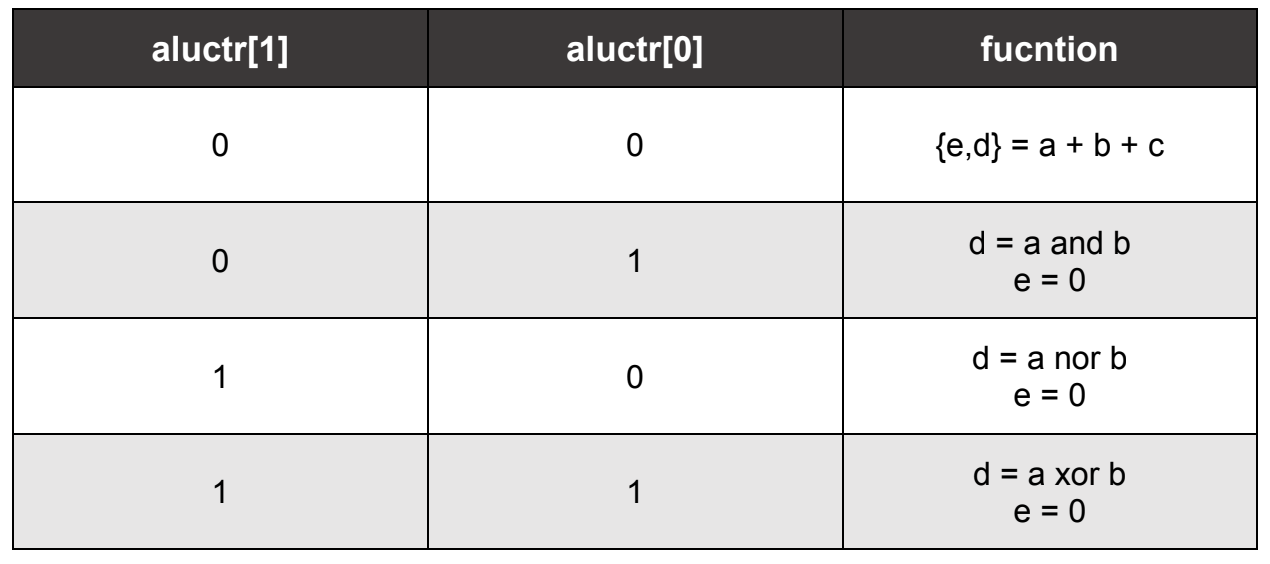 aluctr[1] aluctr[0] fucntion
0 0 {e,d} = a + b + c
0 1 d = a and b
e = 0
1 0 d = a nor b
e = 0
1 1 d = a xor b
e = 0